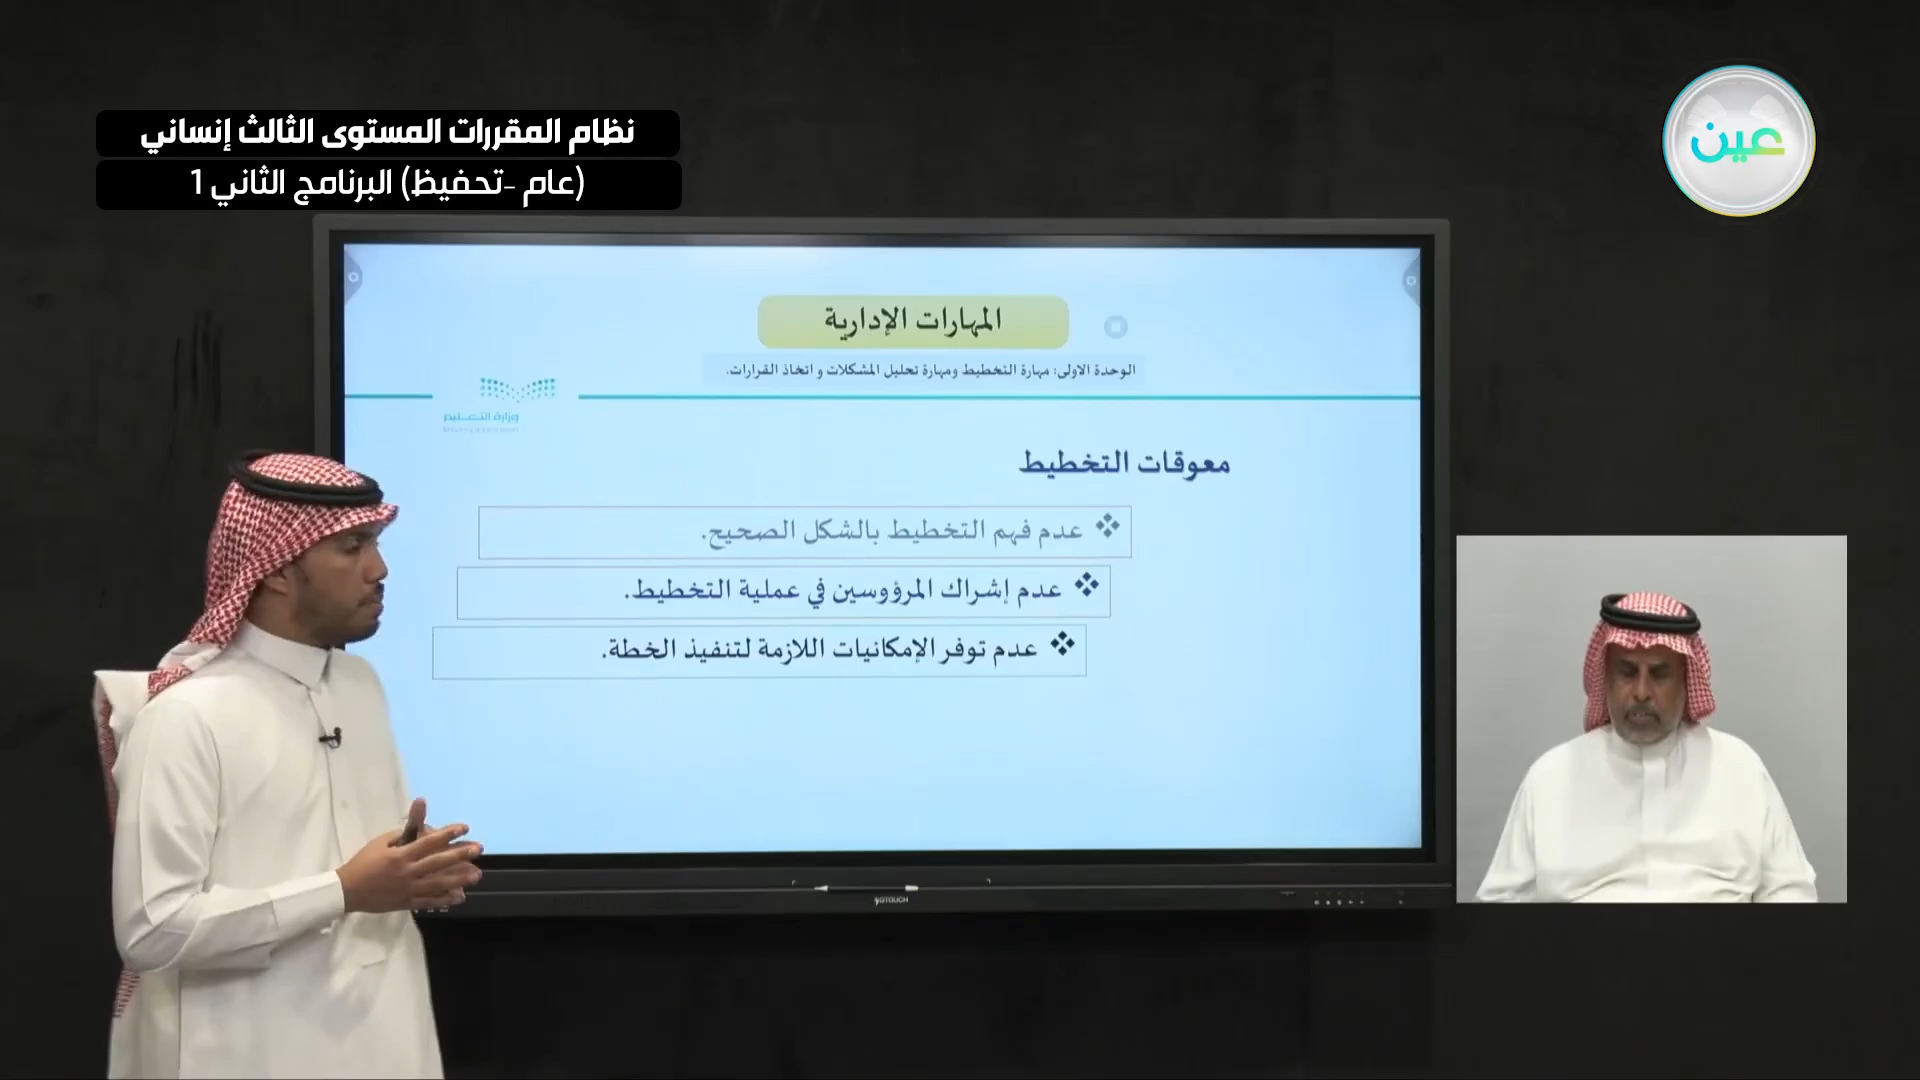 نظام المقررات المستوى الثالث إنساني
(عام -تحفيظ) البرنامج الثاني 1
عين
المهارات الإدارية
الوحدة الاولى: مهارة التخطيط ومهارة تحليل المشكلات و اتخاذ القرارات.
وزارة التعليم
معوقات التخطيط
عدم فهم التخطيط بالشكل الصحيح.
عدم إشراك المرؤوسين في عملية التخطيط.
عدم توفر الإمكانيات اللازمة لتنفيذ الخطة.